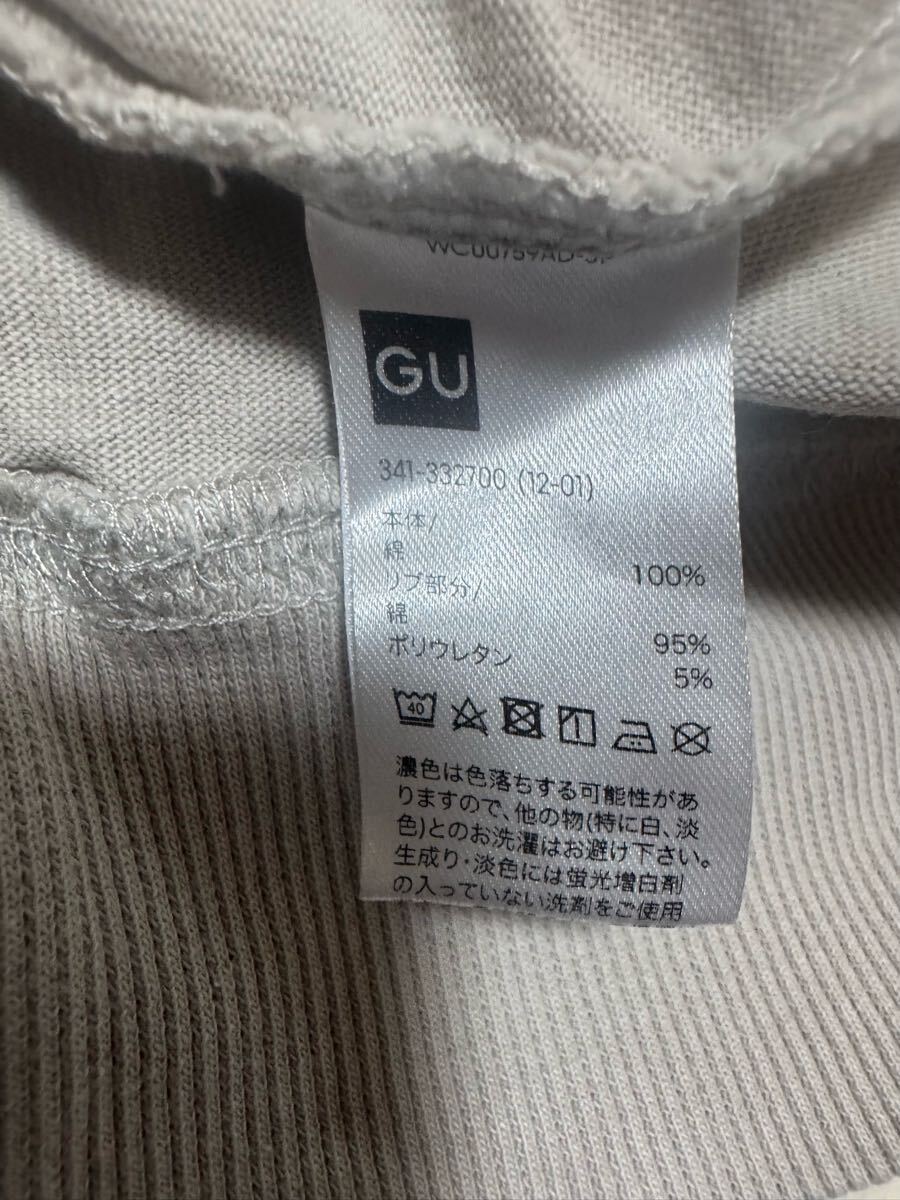 GU
341-332700 (12-01)
本体/
綿 100%
リブ部分/
綿 95%
ポリウレタン 5%
40
濃色は色落ちする可能性があ
りますので、他の物(特に白、淡
色)とのお洗濯はお避け下さい。
生成り・淡色には蛍光増白剤
の入っていない洗剤をご使用